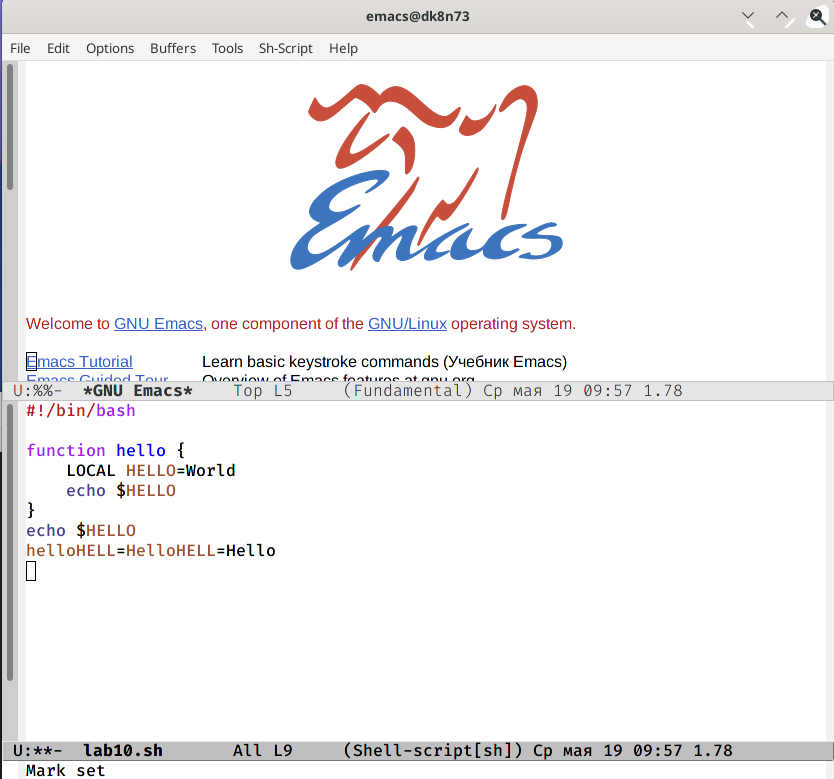 emacs@dk8n73
File Edit Options Buffers Tools Sh-Script Help
Emacs
Welcome to GNU Emacs, one component of the GNU/Linux operating system.
Emacs Tutorial Learn basic keystroke commands (Учебник Emacs)
Emacs Guided Tour Overview of Emacs features at gnu.org
U:%%- *GNU Emacs* Top L5 (Fundamental) Ср мая 19 09:57 1.78
#!/bin/bash
function hello {
    LOCAL HELLO=World
    echo $HELLO
}
echo $HELLO
helloHELL=HelloHELL=Hello
U:**- lab10.sh All L9 (Shell-script[sh]) Ср мая 19 09:57 1.78
Mark set